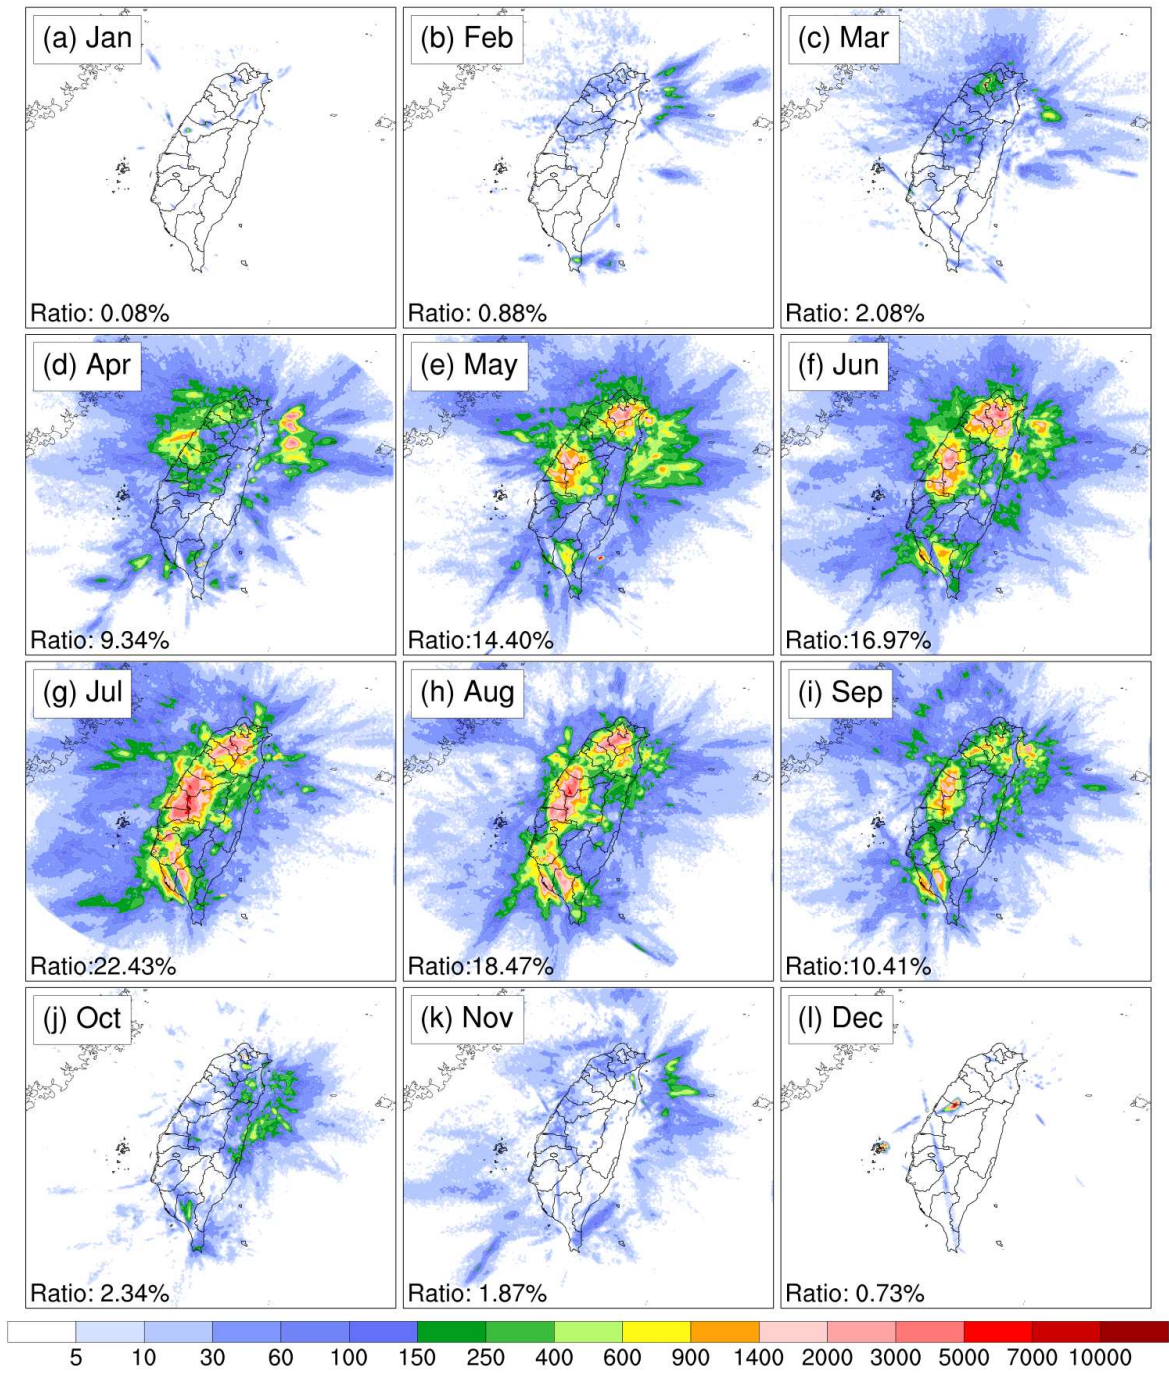 (a) Jan
(b) Feb
(c) Mar
Ratio: 0.08%
Ratio: 0.88%
Ratio: 2.08%
(d) Apr
(e) May
(f) Jun
Ratio: 9.34%
Ratio:14.40%
Ratio:16.97%
(g) Jul
(h) Aug
(i) Sep
Ratio:22.43%
Ratio:18.47%
Ratio:10.41%
(j) Oct
(k) Nov
(l) Dec
Ratio: 2.34%
Ratio: 1.87%
Ratio: 0.73%
5 10 30 60 100 150 250 400 600 900 1400 2000 3000 5000 7000 10000